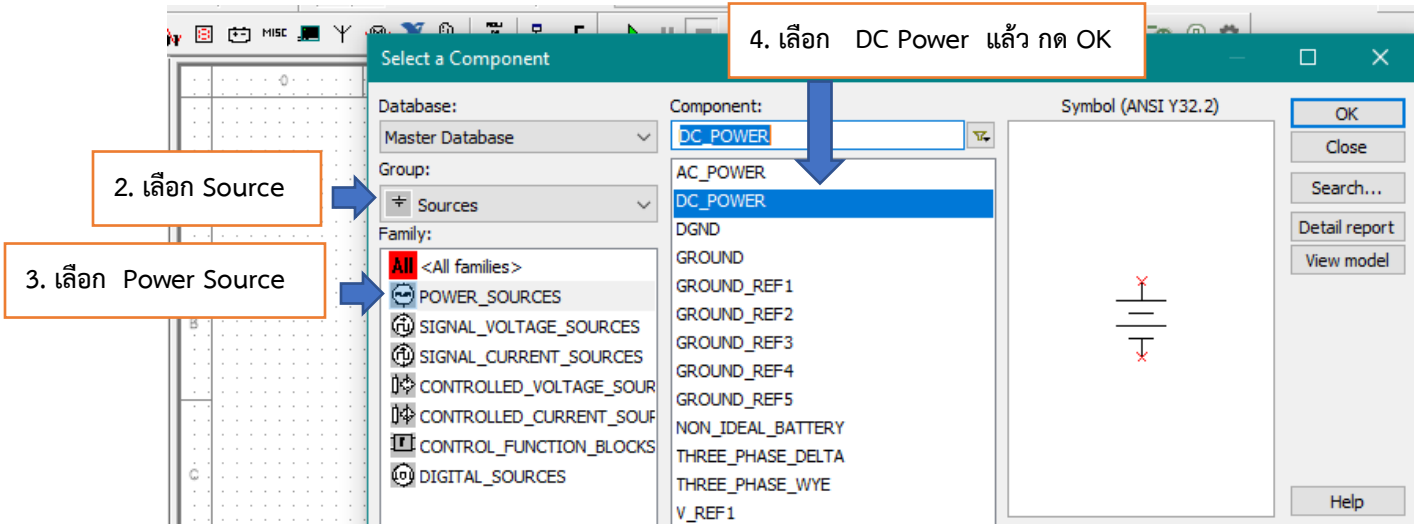 MISC
4. เลือก DC Power แล้ว กด OK
Select a Component
Database:
Master Database
Group:
Sources
Family:
All <All families>
POWER_SOURCES
SIGNAL_VOLTAGE_SOURCES
SIGNAL_CURRENT_SOURCES
CONTROLLED_VOLTAGE_SOUR
CONTROLLED_CURRENT_SOUR
CONTROL_FUNCTION_BLOCKS
DIGITAL_SOURCES
2. เลือก Source
3. เลือก Power Source
Component:
DC_POWER
AC_POWER
DC_POWER
DGND
GROUND
GROUND_REF1
GROUND_REF2
GROUND_REF3
GROUND_REF4
GROUND_REF5
NON_IDEAL_BATTERY
THREE_PHASE_DELTA
THREE_PHASE_WYE
V_REF1
Symbol (ANSI Y32.2)
OK
Close
Search...
Detail report
View model
Help
B
C